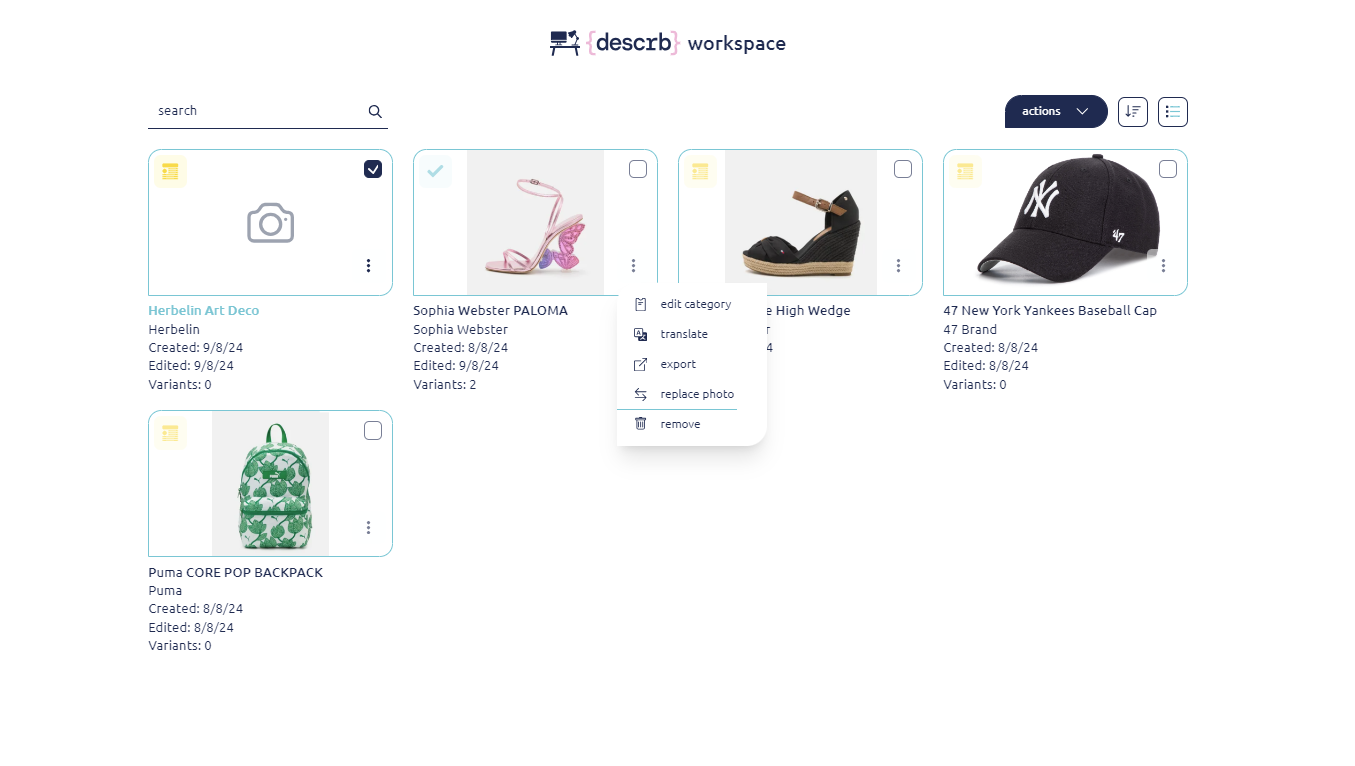 {descrb} workspace
search
actions
Herbelin Art Deco
Herbelin
Created: 9/8/24
Edited: 9/8/24
Variants: 0
Sophia Webster PALOMA
Sophia Webster
Created: 8/8/24
Edited: 9/8/24
Variants: 2
edit category
translate
export
replace photo
remove
e High Wedge
r
4
NY
'47
47 New York Yankees Baseball Cap
47 Brand
Created: 8/8/24
Edited: 8/8/24
Variants: 0
Puma CORE POP BACKPACK
Puma
Created: 8/8/24
Edited: 8/8/24
Variants: 0